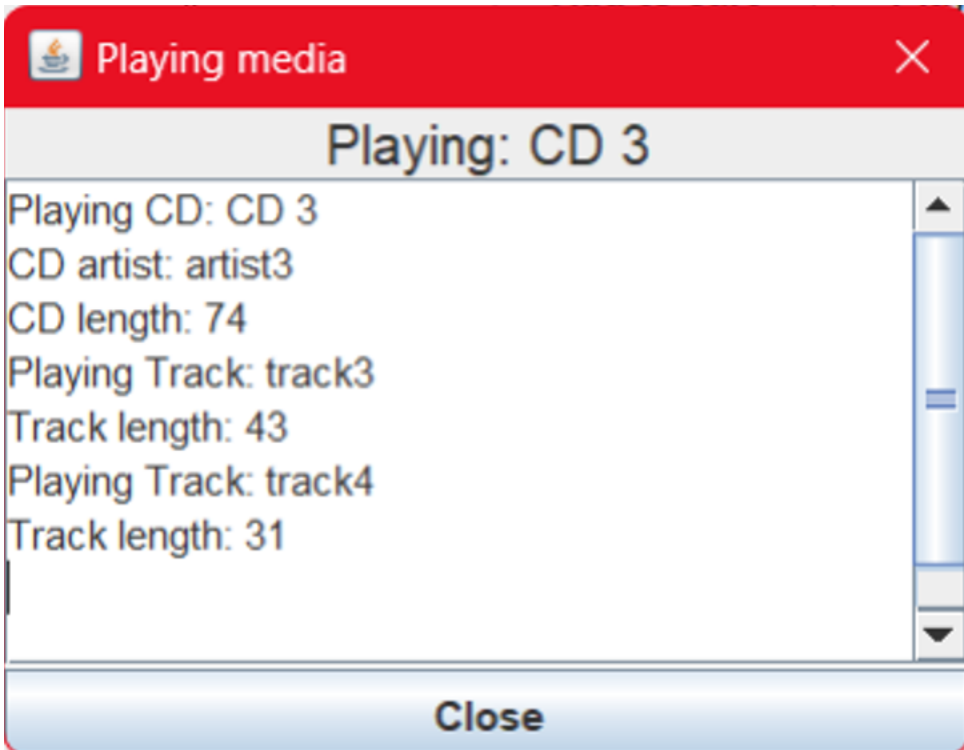 Playing media
Playing: CD 3
Playing CD: CD 3
CD artist: artist3
CD length: 74
Playing Track: track3
Track length: 43
Playing Track: track4
Track length: 31
Close